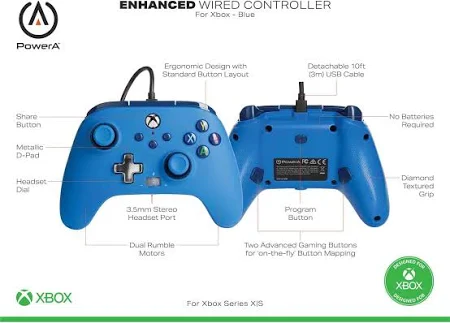 ENHANCED WIRED CONTROLLER
For Xbox - Blue
PowerA
Ergonomic Design with
Standard Button Layout
Detachable 10ft
(3m) USB Cable
Share
Button
No Batteries
Required
Metallic
D-Pad
PowerA
Headset
Dial
Diamond
Textured
Grip
3.5mm Stereo
Headset Port
Program
Button
Dual Rumble
Motors
Two Advanced Gaming Buttons
for 'on-the-fly' Button Mapping
DESIGNED FOR
XBOX
DESIGNED FOR
XBOX
For Xbox Series X|S